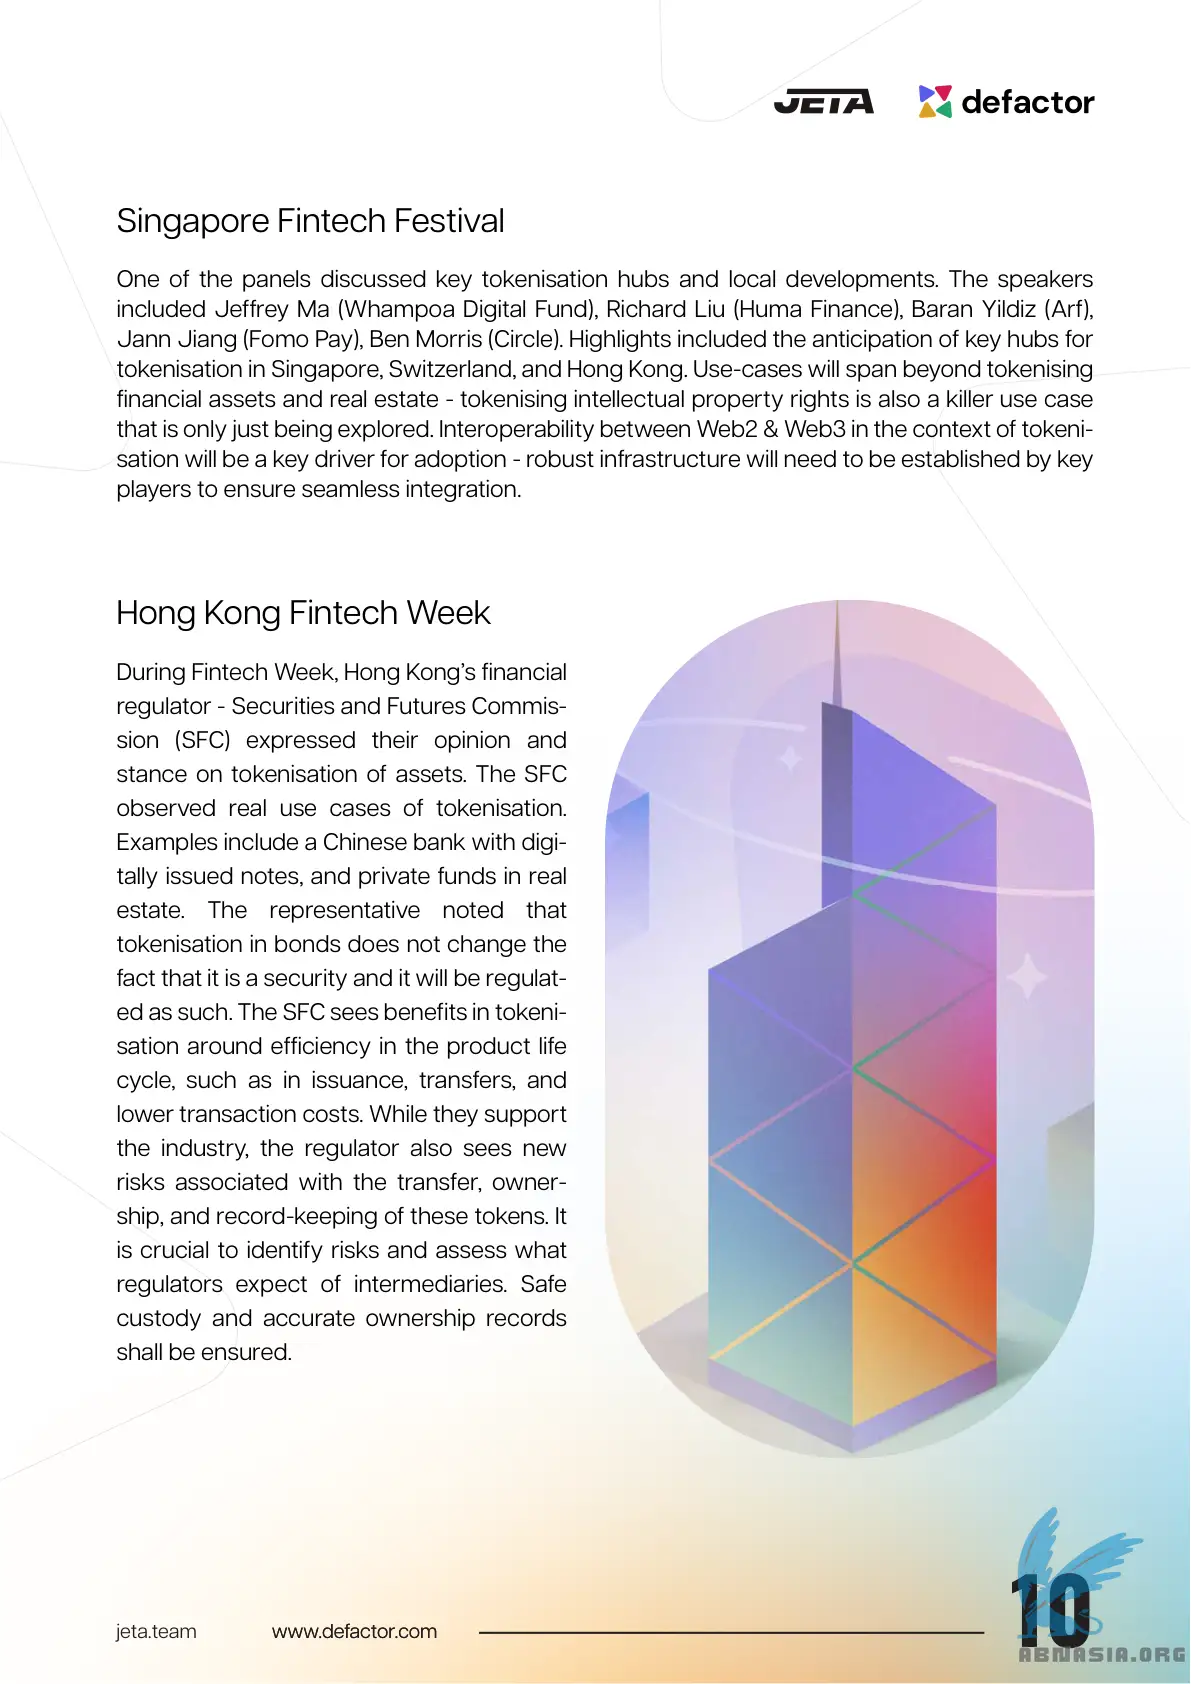 JETA
defactor
Singapore Fintech Festival
One of the panels discussed key tokenisation hubs and local developments. The speakers
included Jeffrey Ma (Whampoa Digital Fund), Richard Liu (Huma Finance), Baran Yildiz (Arf),
Jann Jiang (Fomo Pay), Ben Morris (Circle). Highlights included the anticipation of key hubs for
tokenisation in Singapore, Switzerland, and Hong Kong. Use-cases will span beyond tokenising
financial assets and real estate - tokenising intellectual property rights is also a killer use case
that is only just being explored. Interoperability between Web2 & Web3 in the context of tokeni-
sation will be a key driver for adoption - robust infrastructure will need to be established by key
players to ensure seamless integration.
Hong Kong Fintech Week
During Fintech Week, Hong Kong’s financial
regulator - Securities and Futures Commis-
sion (SFC) expressed their opinion and
stance on tokenisation of assets. The SFC
observed real use cases of tokenisation.
Examples include a Chinese bank with digi-
tally issued notes, and private funds in real
estate. The representative noted that
tokenisation in bonds does not change the
fact that it is a security and it will be regulat-
ed as such. The SFC sees benefits in tokeni-
sation around efficiency in the product life
cycle, such as in issuance, transfers, and
lower transaction costs. While they support
the industry, the regulator also sees new
risks associated with the transfer, owner-
ship, and record-keeping of these tokens. It
is crucial to identify risks and assess what
regulators expect of intermediaries. Safe
custody and accurate ownership records
shall be ensured.
jeta.team
www.defactor.com
10
ABNASIA.ORG